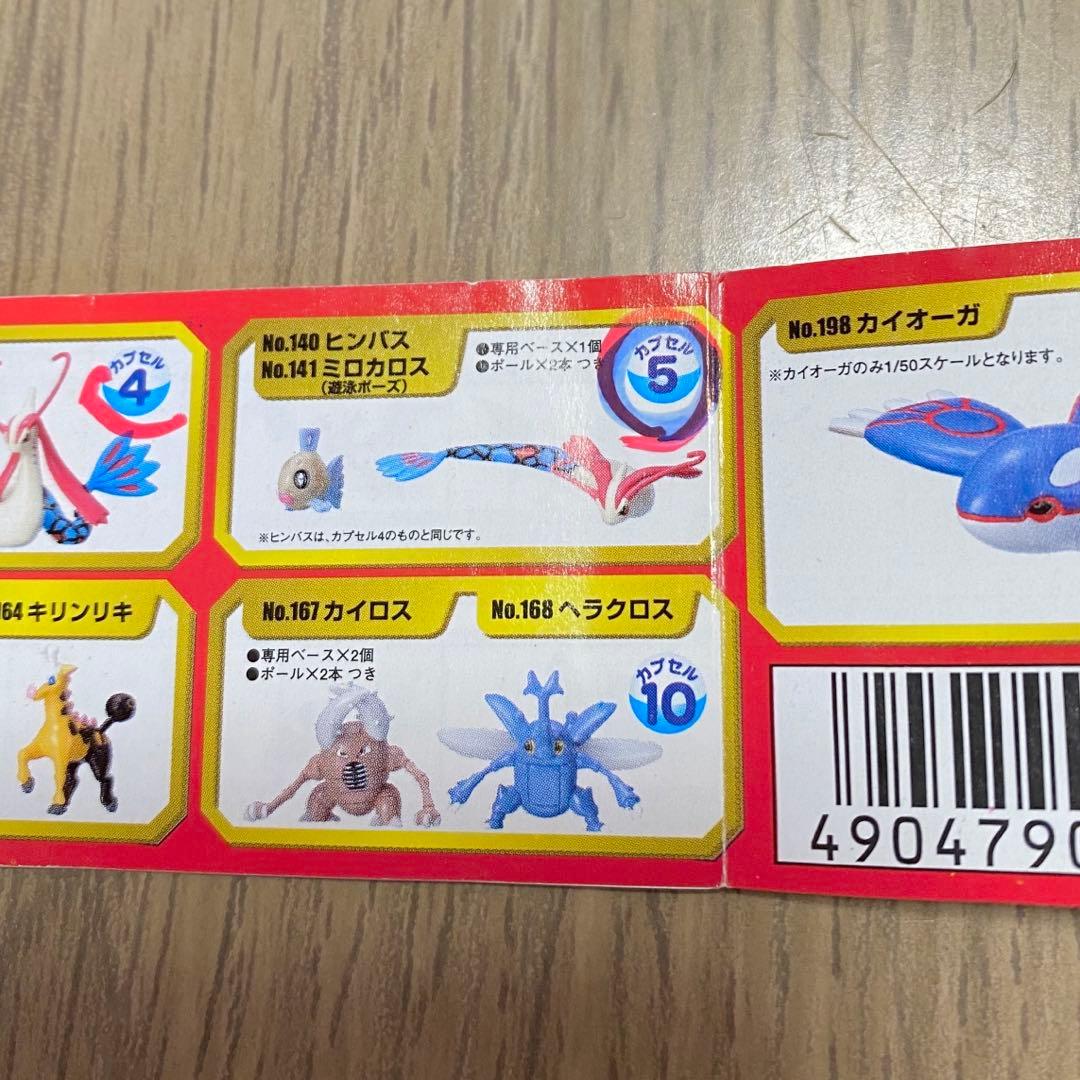 カプセル
4
No.140 ヒンバス
No.141 ミロカロス
(遊泳ポーズ)
●専用ベース×1個
●ポール×2本 つき
カプセル
5
※ヒンバスは、カプセル4のものと同じです。
No.198 カイオーガ
※カイオーガのみ1/50スケールとなります。
164 キリンリキ
No.167 カイロス
No.168 ヘラクロス
●専用ベース×2個
●ポール×2本 つき
カプセル
10
4904790